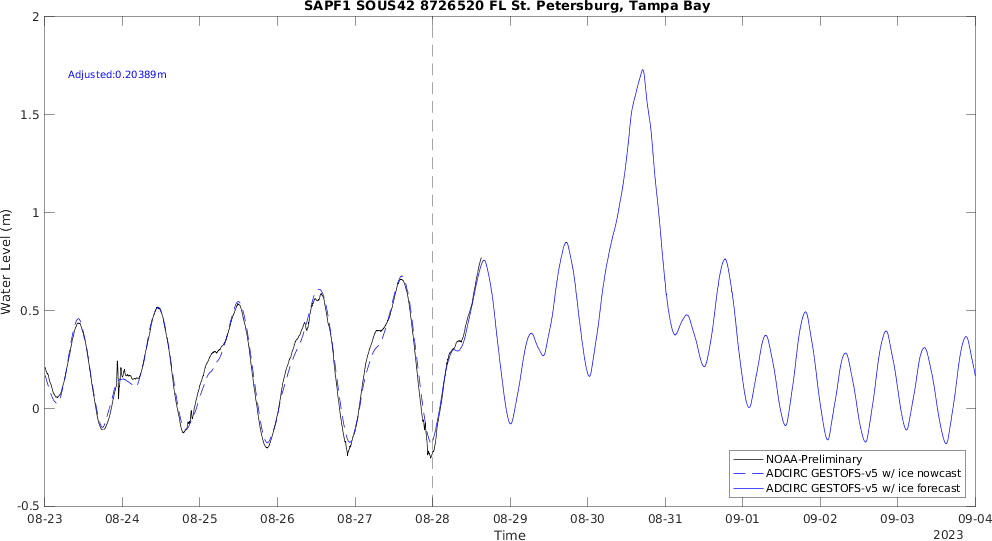 SAPF1 SOUS42 8726520 FL St. Petersburg, Tampa Bay
Adjusted:0.20389m
Water Level (m)
2
1.5
1
0.5
0
-0.5
NOAA-Preliminary
ADCIRC GESTOFS-v5 w/ ice nowcast
ADCIRC GESTOFS-v5 w/ ice forecast
08-23 08-24 08-25 08-26 08-27 08-28 08-29 08-30 08-31 09-01 09-02 09-03 09-04
Time
2023